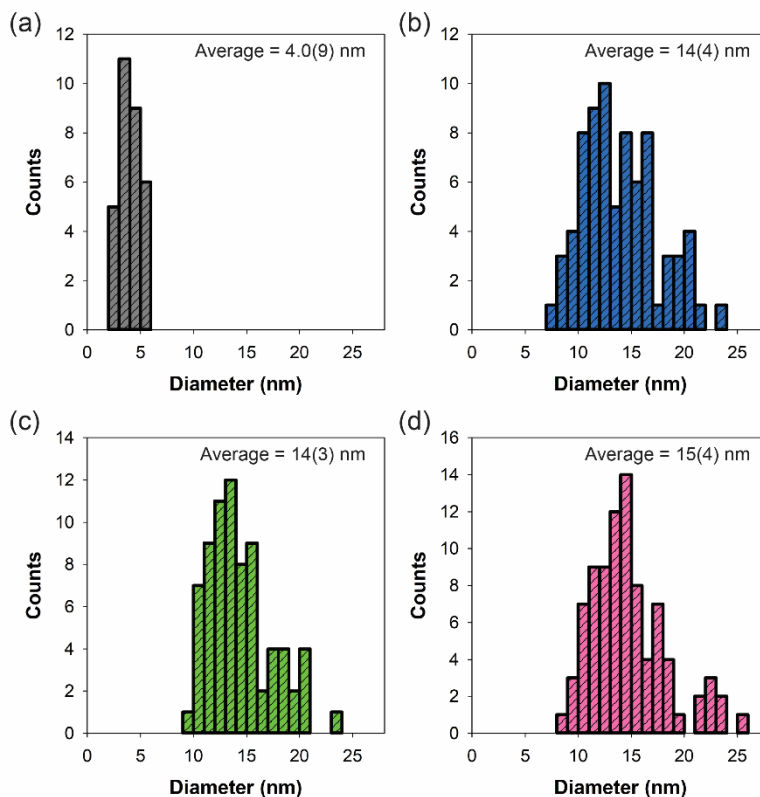 (a)
Average = 4.0(9) nm
12
10
8
6
4
2
0
Counts
0 5 10 15 20 25
Diameter (nm)
(b)
Average = 14(4) nm
12
10
8
6
4
2
0
Counts
0 5 10 15 20 25
Diameter (nm)
(c)
Average = 14(3) nm
14
12
10
8
6
4
2
0
Counts
0 5 10 15 20 25
Diameter (nm)
(d)
Average = 15(4) nm
16
14
12
10
8
6
4
2
0
Counts
0 5 10 15 20 25
Diameter (nm)